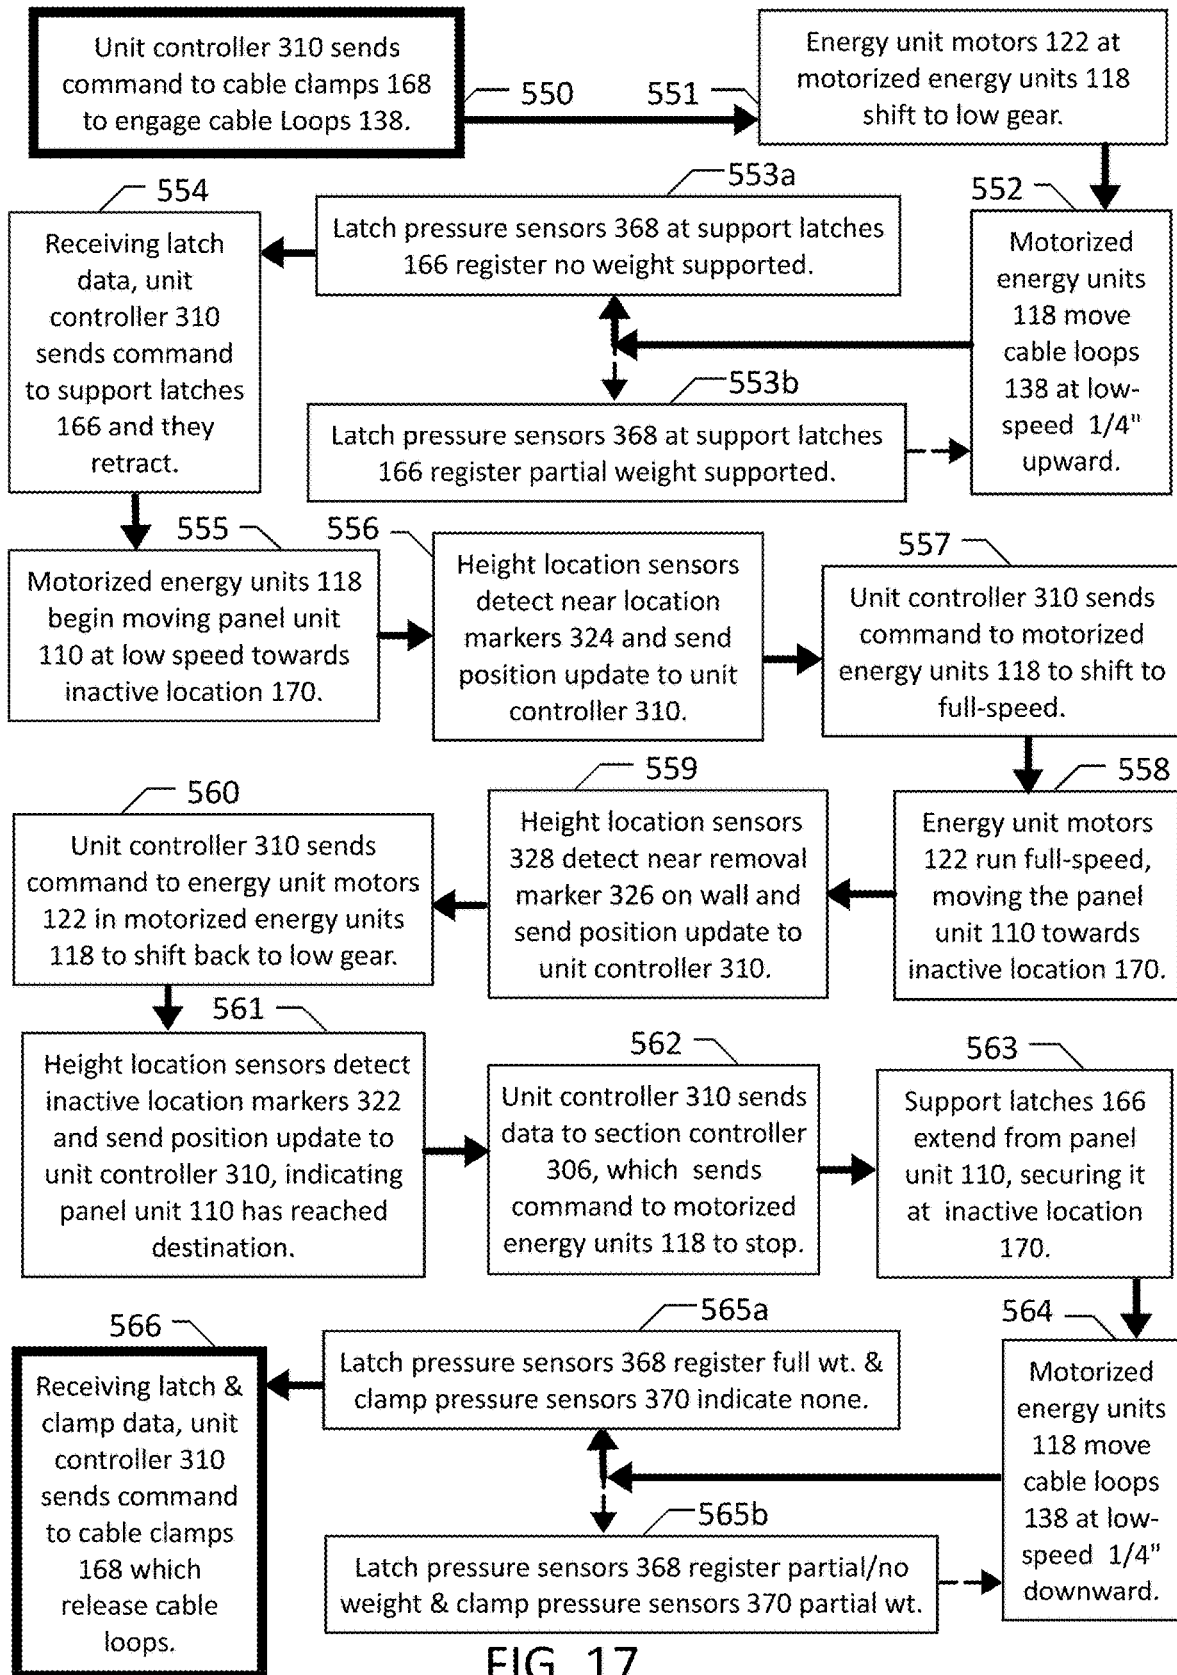 Unit controller 310 sends
command to cable clamps 168
to engage cable Loops 138.
550
551
Energy unit motors 122 at
motorized energy units 118
shift to low gear.
552
Motorized
energy units
118 move
cable loops
138 at low-
speed 1/4"
upward.
553a
Latch pressure sensors 368 at support latches
166 register no weight supported.
553b
Latch pressure sensors 368 at support latches
166 register partial weight supported.
554
Receiving latch
data, unit
controller 310
sends command
to support latches
166 and they
retract.
555
Motorized energy units 118
begin moving panel unit
110 at low speed towards
inactive location 170.
556
Height location sensors
detect near location
markers 324 and send
position update to unit
controller 310.
557
Unit controller 310 sends
command to motorized
energy units 118 to shift to
full-speed.
558
Energy unit motors
122 run full-speed,
moving the panel
unit 110 towards
inactive location 170.
559
Height location sensors
328 detect near removal
marker 326 on wall and
send position update to
unit controller 310.
560
Unit controller 310 sends
command to energy unit motors
122 in motorized energy units
118 to shift back to low gear.
561
Height location sensors detect
inactive location markers 322
and send position update to
unit controller 310, indicating
panel unit 110 has reached
destination.
562
Unit controller 310 sends
data to section controller
306, which sends
command to motorized
energy units 118 to stop.
563
Support latches 166
extend from panel
unit 110, securing it
at inactive location
170.
564
Motorized
energy units
118 move
cable loops
138 at low-
speed 1/4"
downward.
565a
Latch pressure sensors 368 register full wt. &
clamp pressure sensors 370 indicate none.
565b
Latch pressure sensors 368 register partial/no
weight & clamp pressure sensors 370 partial wt.
566
Receiving latch &
clamp data, unit
controller 310
sends command
to cable clamps
168 which
release cable
loops.
FIG. 17